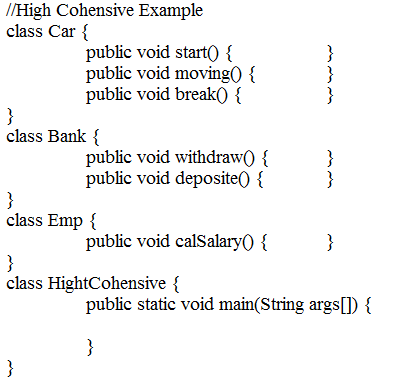 //High Cohensive Example
class Car {
public void start() { }
public void moving() { }
public void break() { }
}
class Bank {
public void withdraw() { }
public void deposite() { }
}
class Emp {
public void calSalary() { }
}
class HightCohensive {
public static void main(String args[]) {
}
}